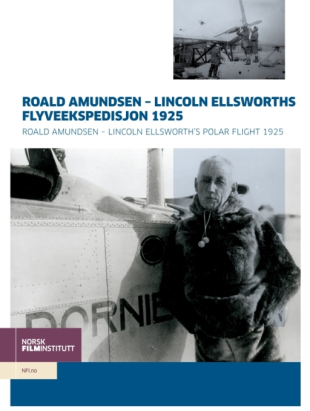 ROALD AMUNDSEN – LINCOLN ELLSWORTHS
FLYVEEKSPEDISJON 1925
ROALD AMUNDSEN – LINCOLN ELLSWORTH'S POLAR FLIGHT 1925
DORNIE
NORSK
FILMINSTITUTT
NFI.no